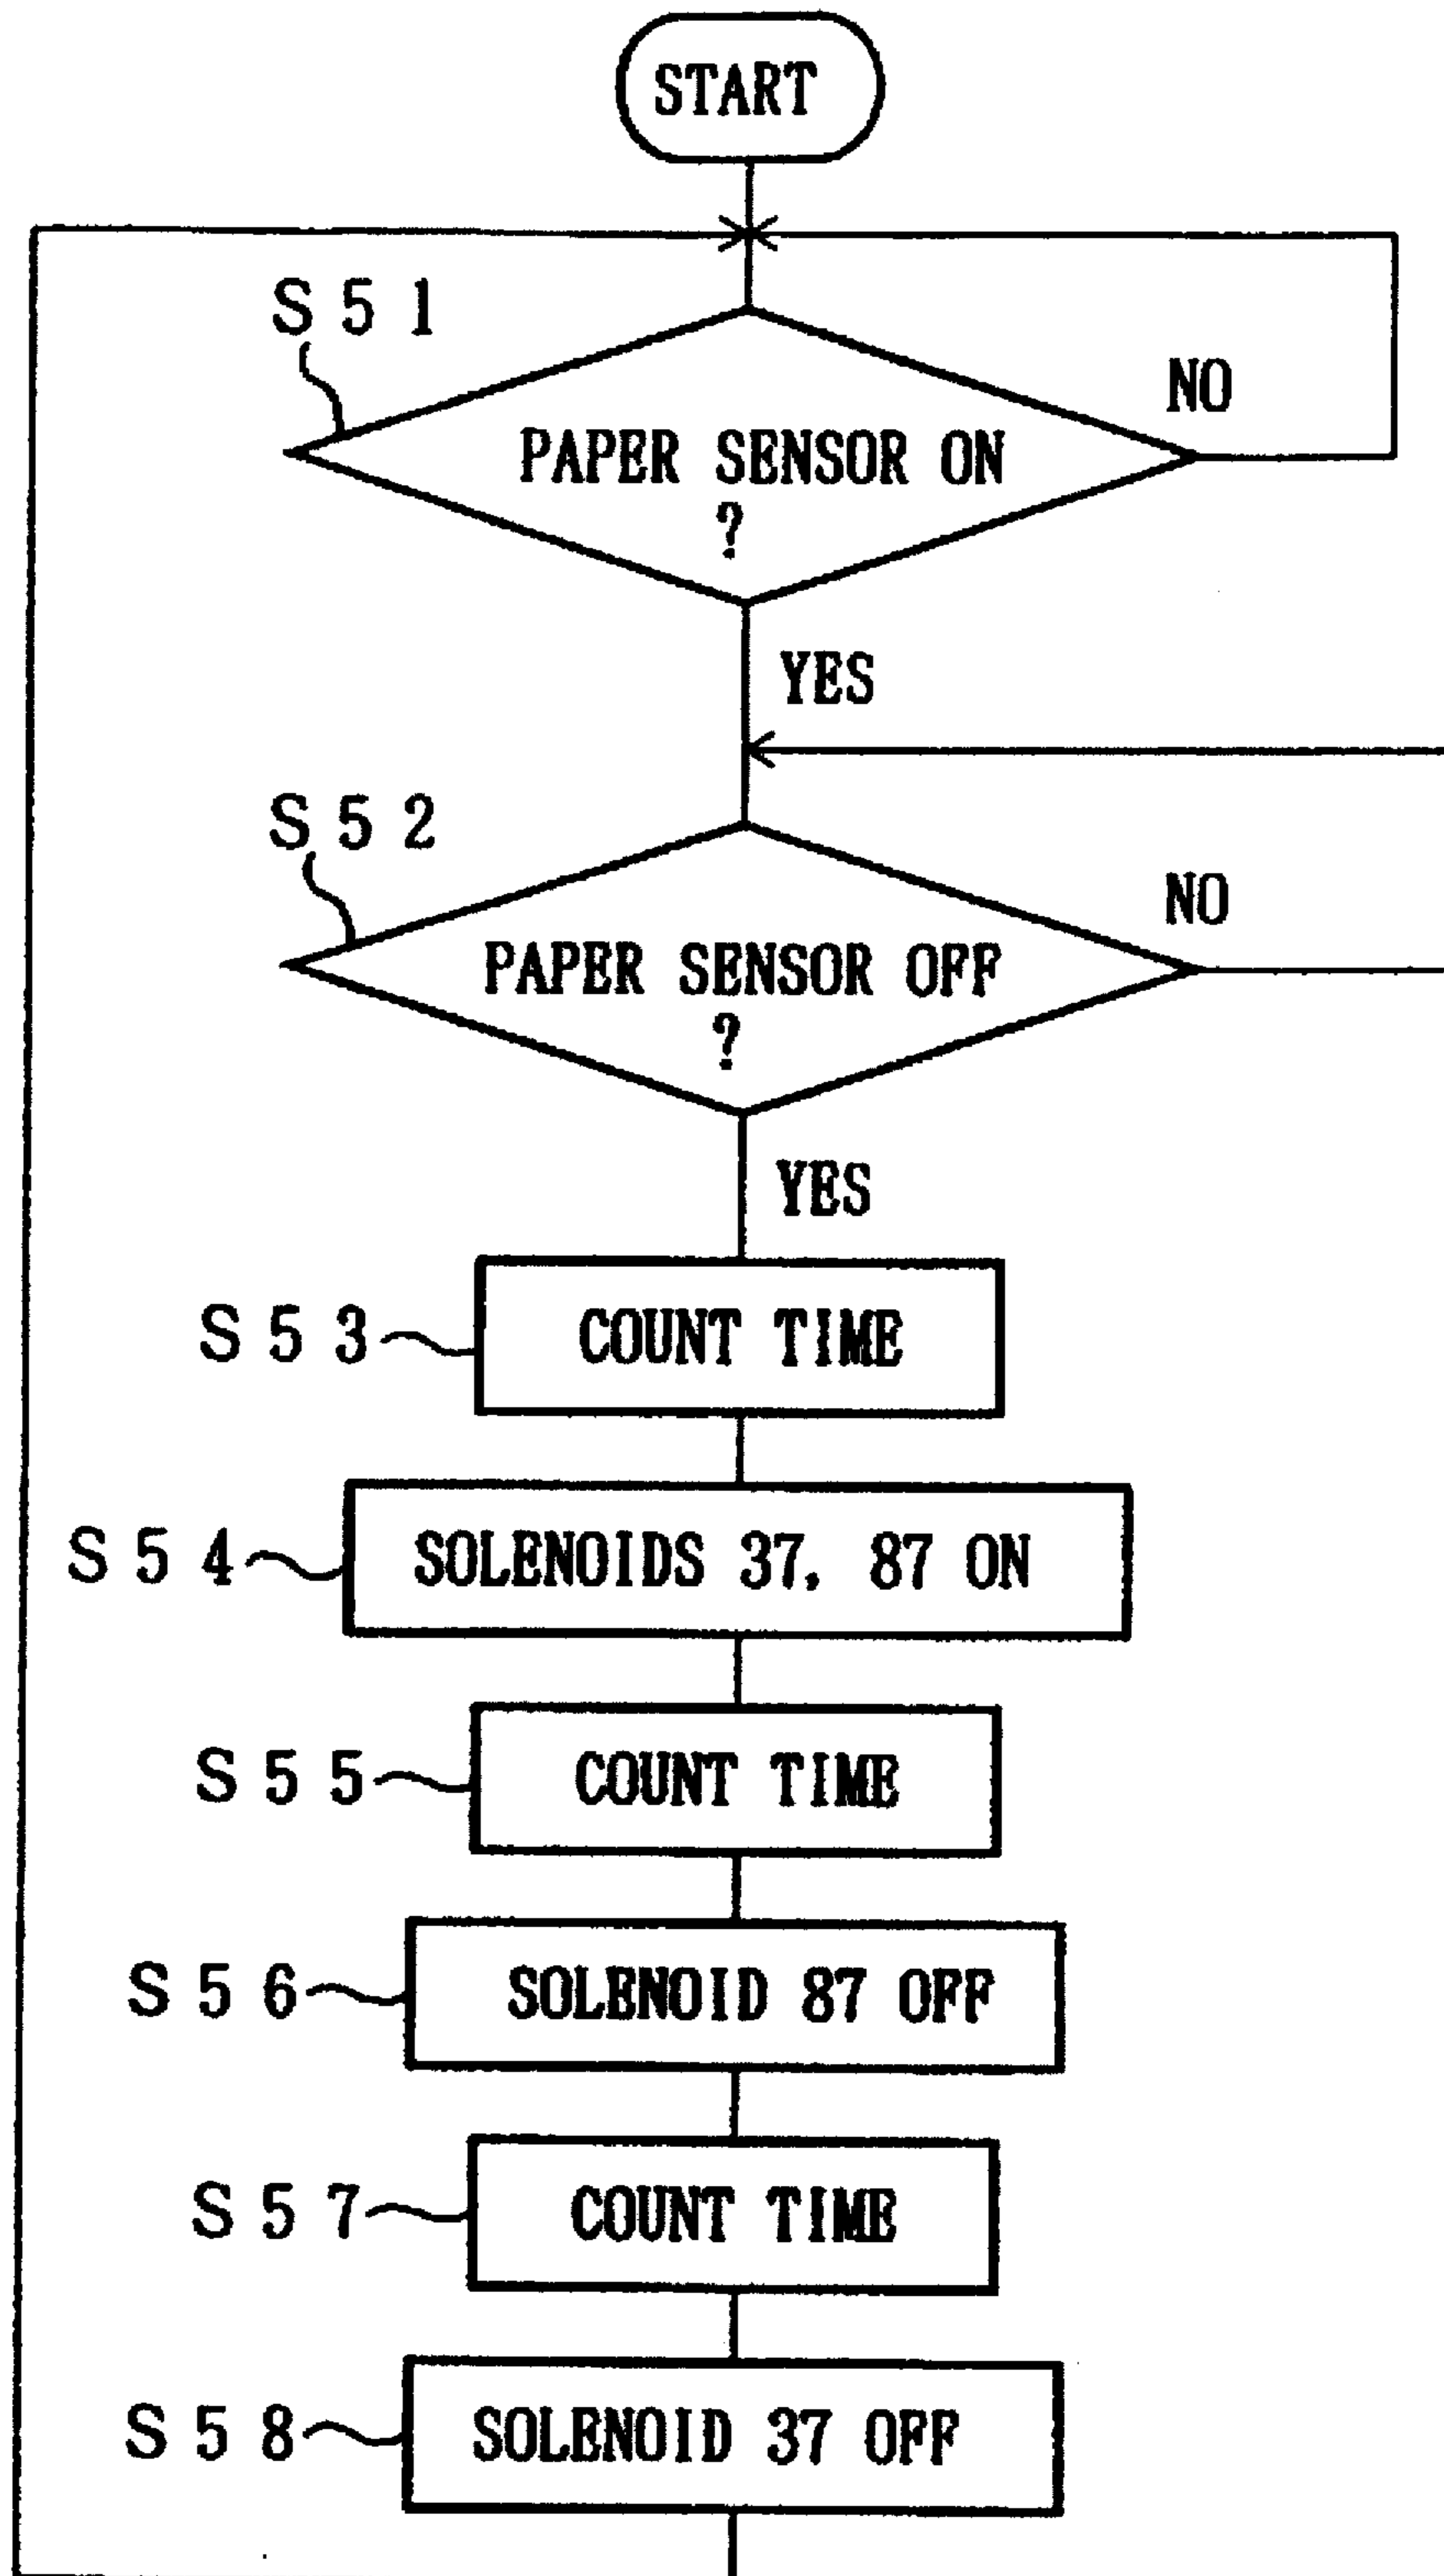 START
S51
NO
PAPER SENSOR ON
?
YES
S52
NO
PAPER SENSOR OFF
?
YES
S53
COUNT TIME
S54
SOLENOIDS 37, 87 ON
S55
COUNT TIME
S56
SOLENOID 87 OFF
S57
COUNT TIME
S58
SOLENOID 37 OFF